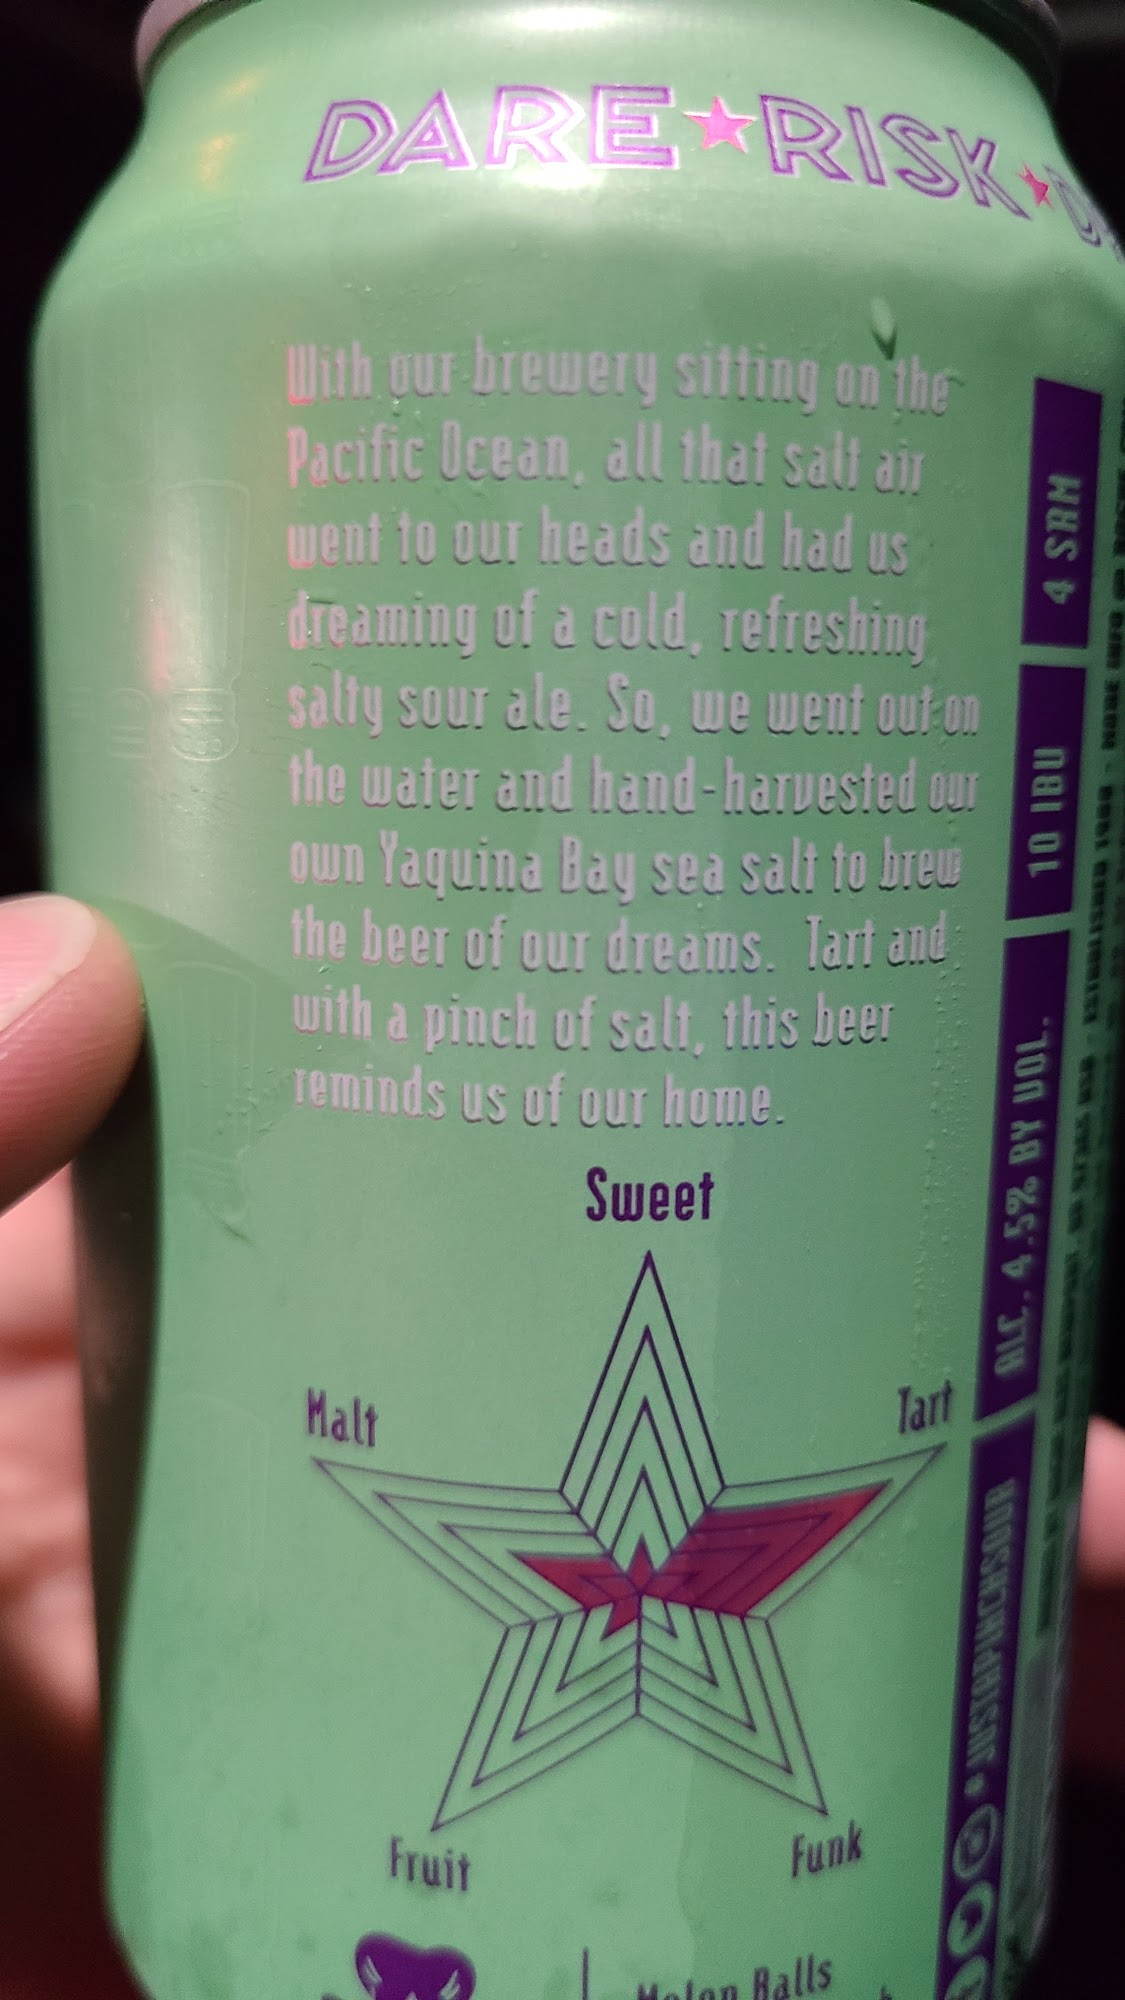 DARE★RISK★
With our brewery sitting on the
Pacific Ocean, all that salt air
went to our heads and had us
dreaming of a cold, refreshing
salty sour ale. So, we went out on
the water and hand-harvested our
own Yaquina Bay sea salt to brew
the beer of our dreams. Tart and
with a pinch of salt, this beer
reminds us of our home.
Sweet
Malt
Tart
Fruit
Funk
Melon Balls
4 SRM
10 IBU
ALC. 4.5% BY VOL.
#JUSTAPINCHSOUR